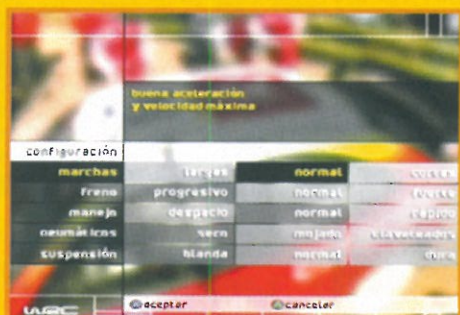 buena aceleración
y velocidad máxima
configuración
marchas largas normal cortas
freno progresivo normal fuerte
manejo despacio normal rápido
neumáticos seco mojado claveteados
suspensión blanda normal dura
WRC aceptar cancelar